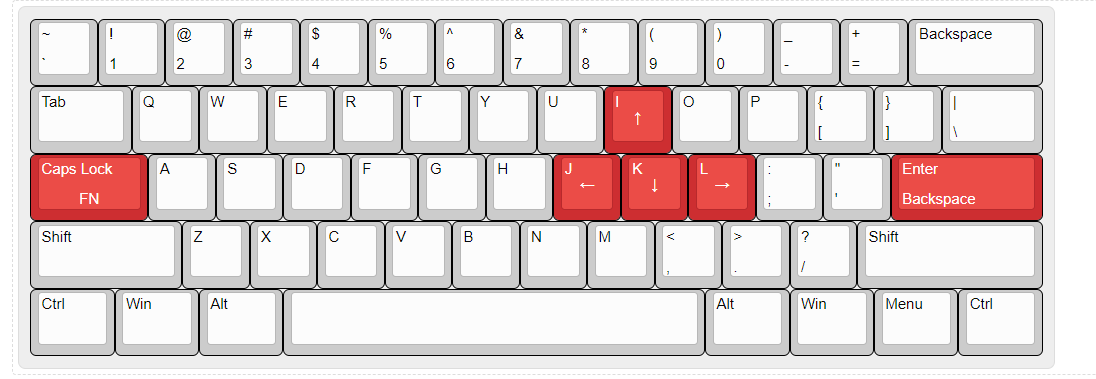 ~ ! @ # $ % ^ & * ( ) _ + Backspace
` 1 2 3 4 5 6 7 8 9 0 - =
Tab Q W E R T Y U I O P { } |
↑ [ ] \
Caps Lock A S D F G H J K L : " Enter
FN ← ↓ → ; ' Backspace
Shift Z X C V B N M < > ? Shift
, . /
Ctrl Win Alt Alt Win Menu Ctrl